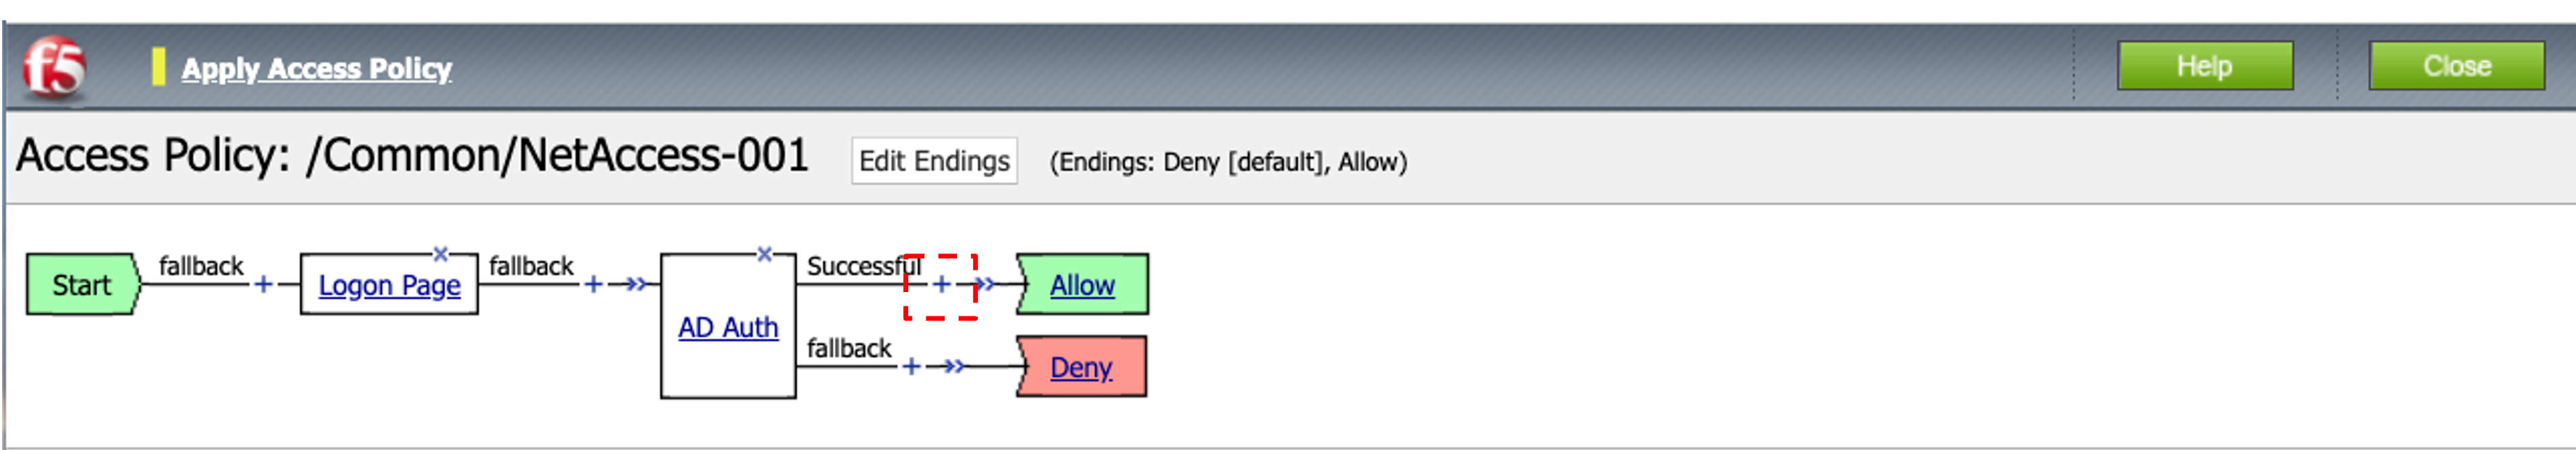 f5 Apply Access Policy Help Close
Access Policy: /Common/NetAccess-001 Edit Endings (Endings: Deny [default], Allow)
Start fallback + Logon Page fallback + AD Auth Successful + Allow
fallback + Deny